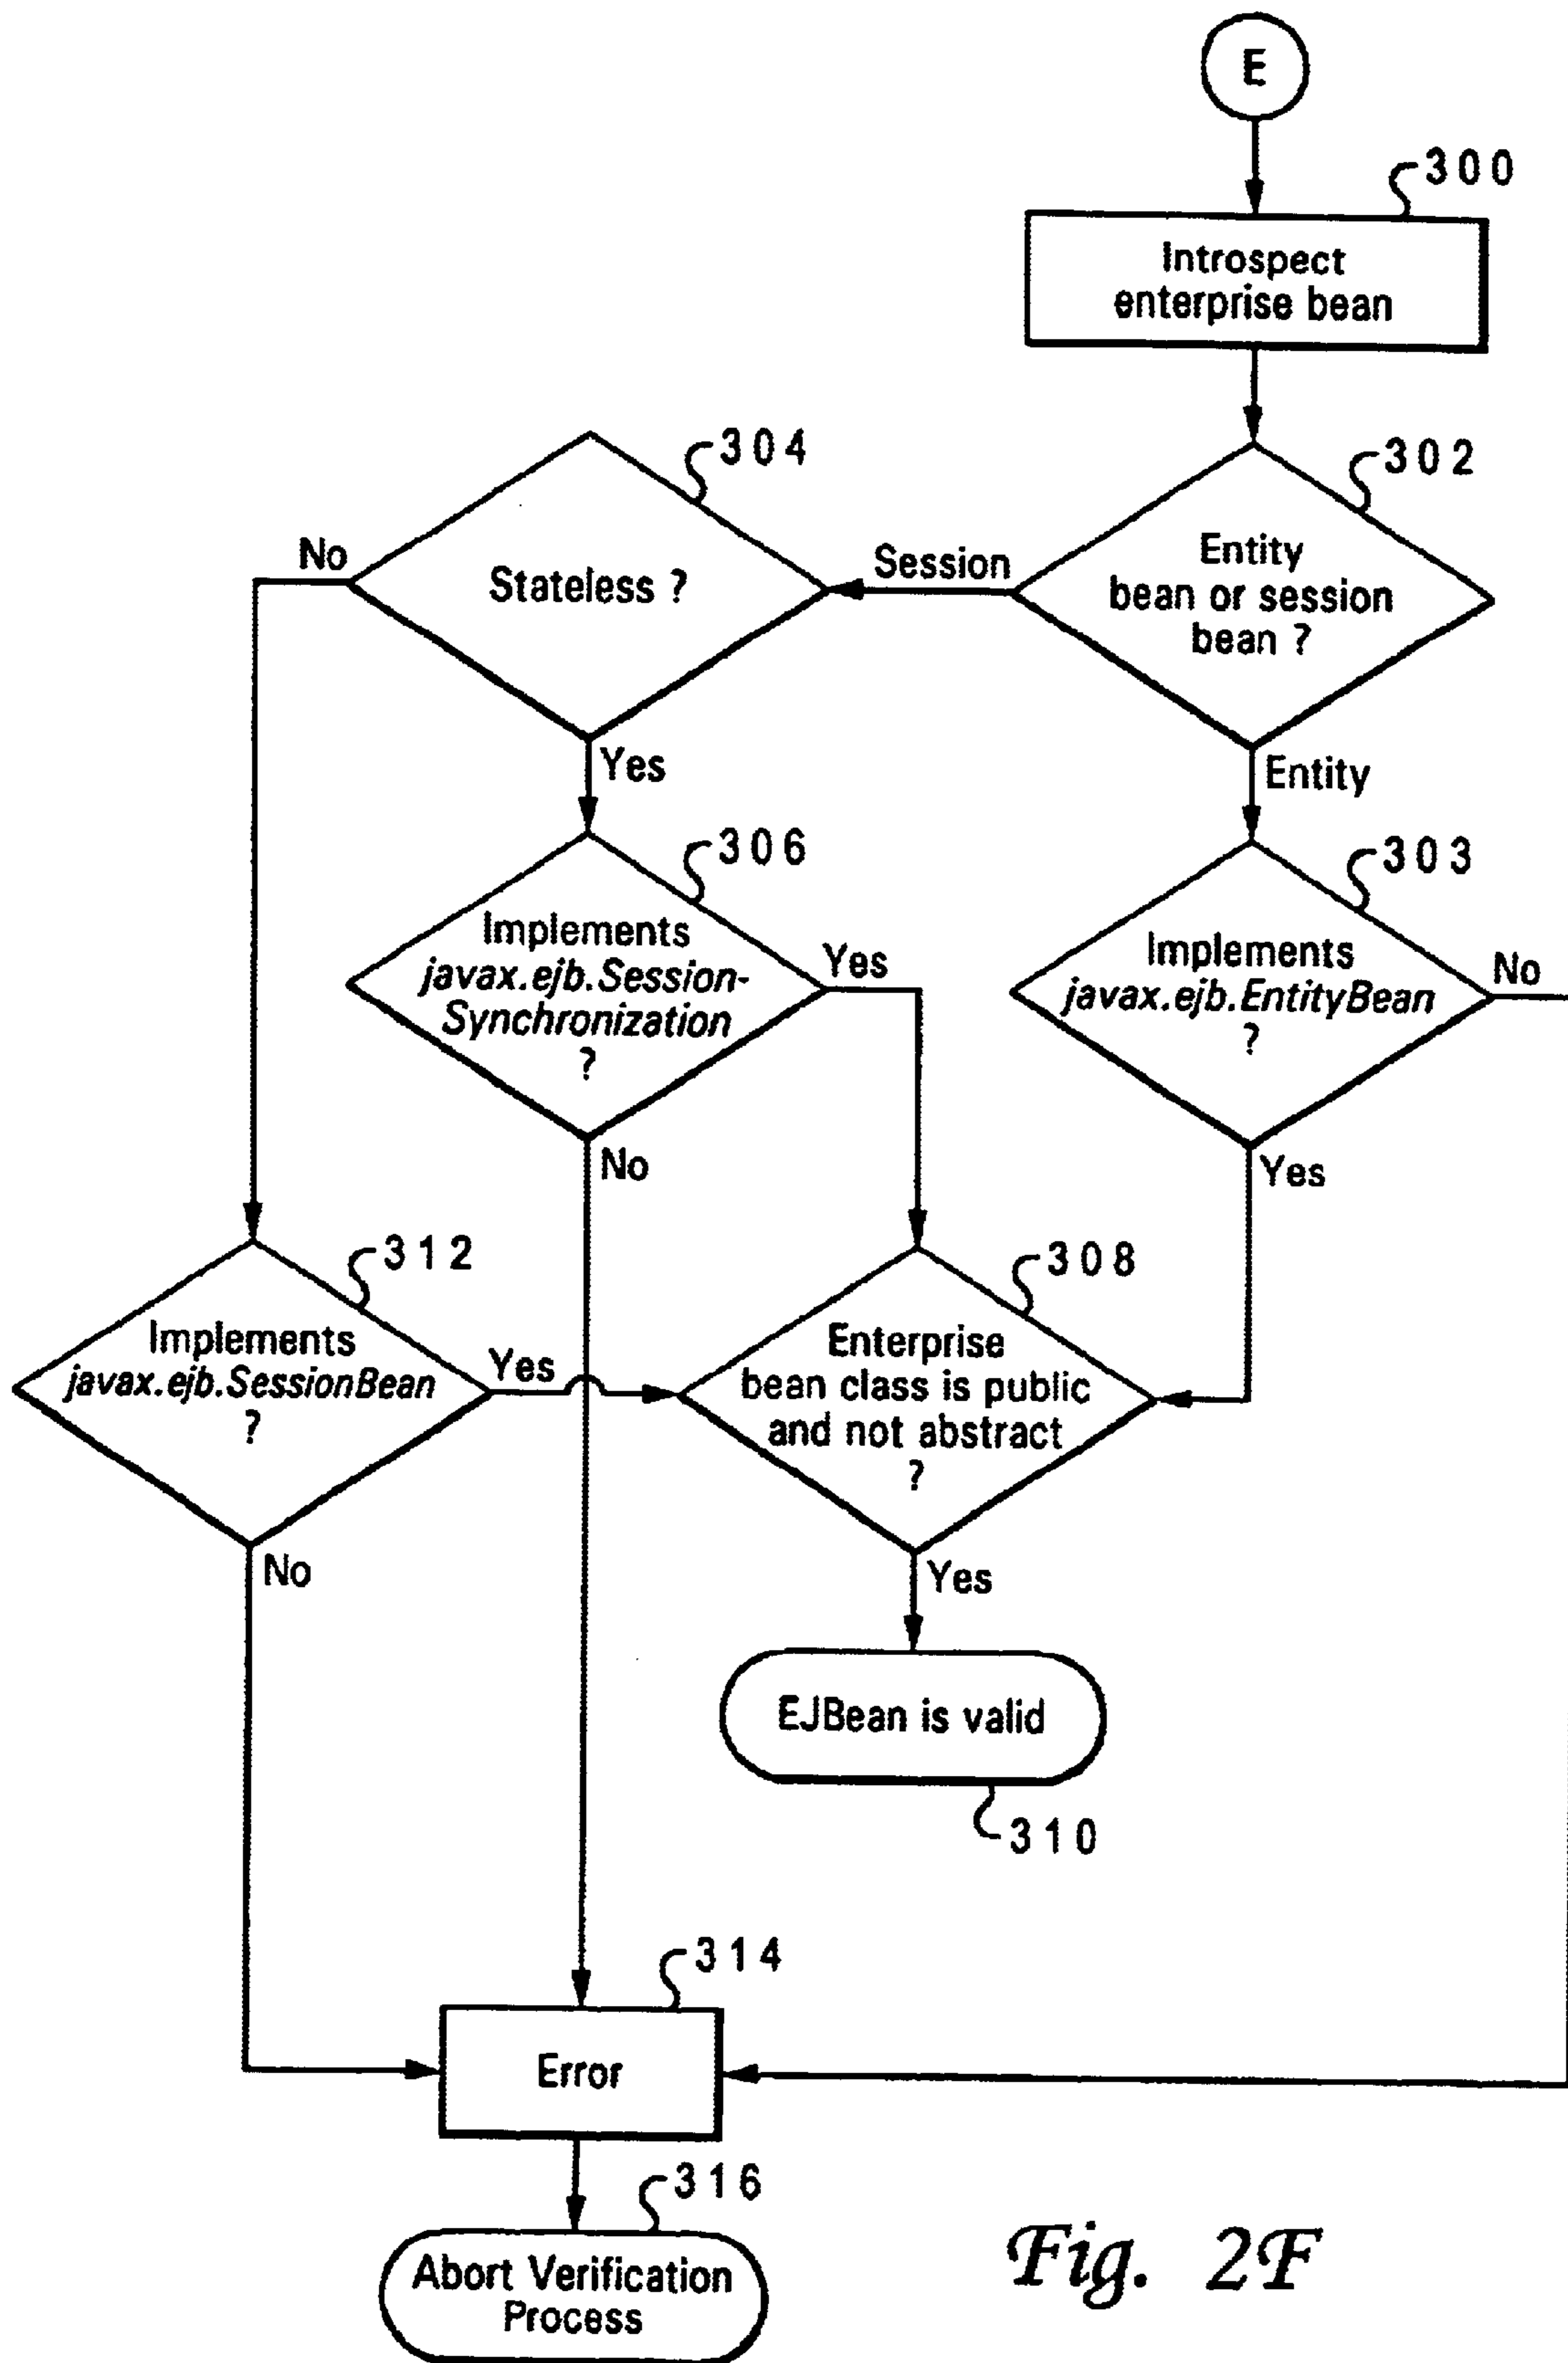 E
300
Introspect
enterprise bean
304
302
No
Stateless ?
Session
Entity
bean or session
bean ?
Yes
Entity
306
303
Implements
javax.ejb.Session-
Synchronization
?
Yes
Implements
javax.ejb.EntityBean
?
No
No
Yes
312
308
Implements
javax.ejb.SessionBean
?
Yes
Enterprise
bean class is public
and not abstract
?
No
Yes
EJBean is valid
310
314
Error
316
Abort Verification
Process
Fig. 2F